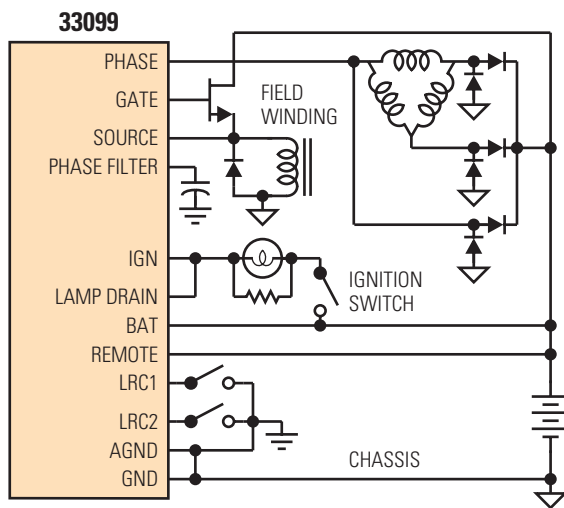 33099
PHASE
GATE
SOURCE
PHASE FILTER
FIELD
WINDING
IGN
LAMP DRAIN
BAT
REMOTE
LRC1
LRC2
AGND
GND
IGNITION
SWITCH
CHASSIS